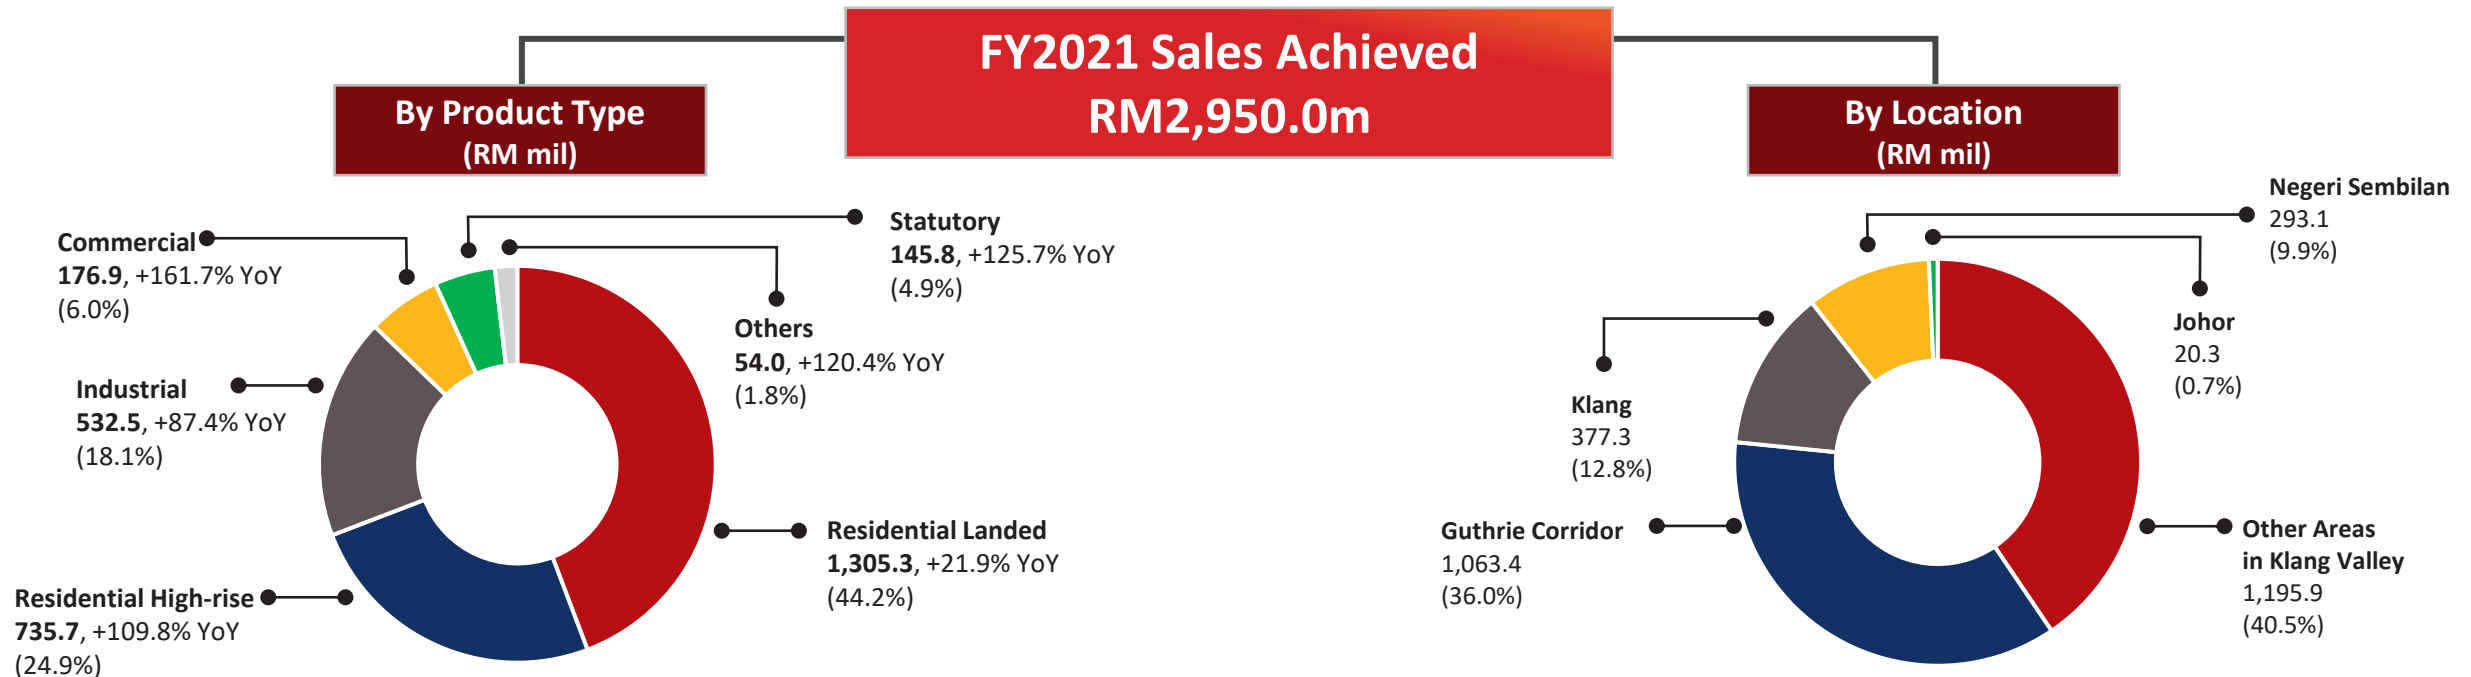 FY2021 Sales Achieved
RM2,950.0m
By Product Type
(RM mil)
Commercial
176.9, +161.7% YoY
(6.0%)
Statutory
145.8, +125.7% YoY
(4.9%)
Others
54.0, +120.4% YoY
(1.8%)
Industrial
532.5, +87.4% YoY
(18.1%)
Residential Landed
1,305.3, +21.9% YoY
(44.2%)
Residential High-rise
735.7, +109.8% YoY
(24.9%)
By Location
(RM mil)
Negeri Sembilan
293.1
(9.9%)
Johor
20.3
(0.7%)
Klang
377.3
(12.8%)
Guthrie Corridor
1,063.4
(36.0%)
Other Areas
in Klang Valley
1,195.9
(40.5%)